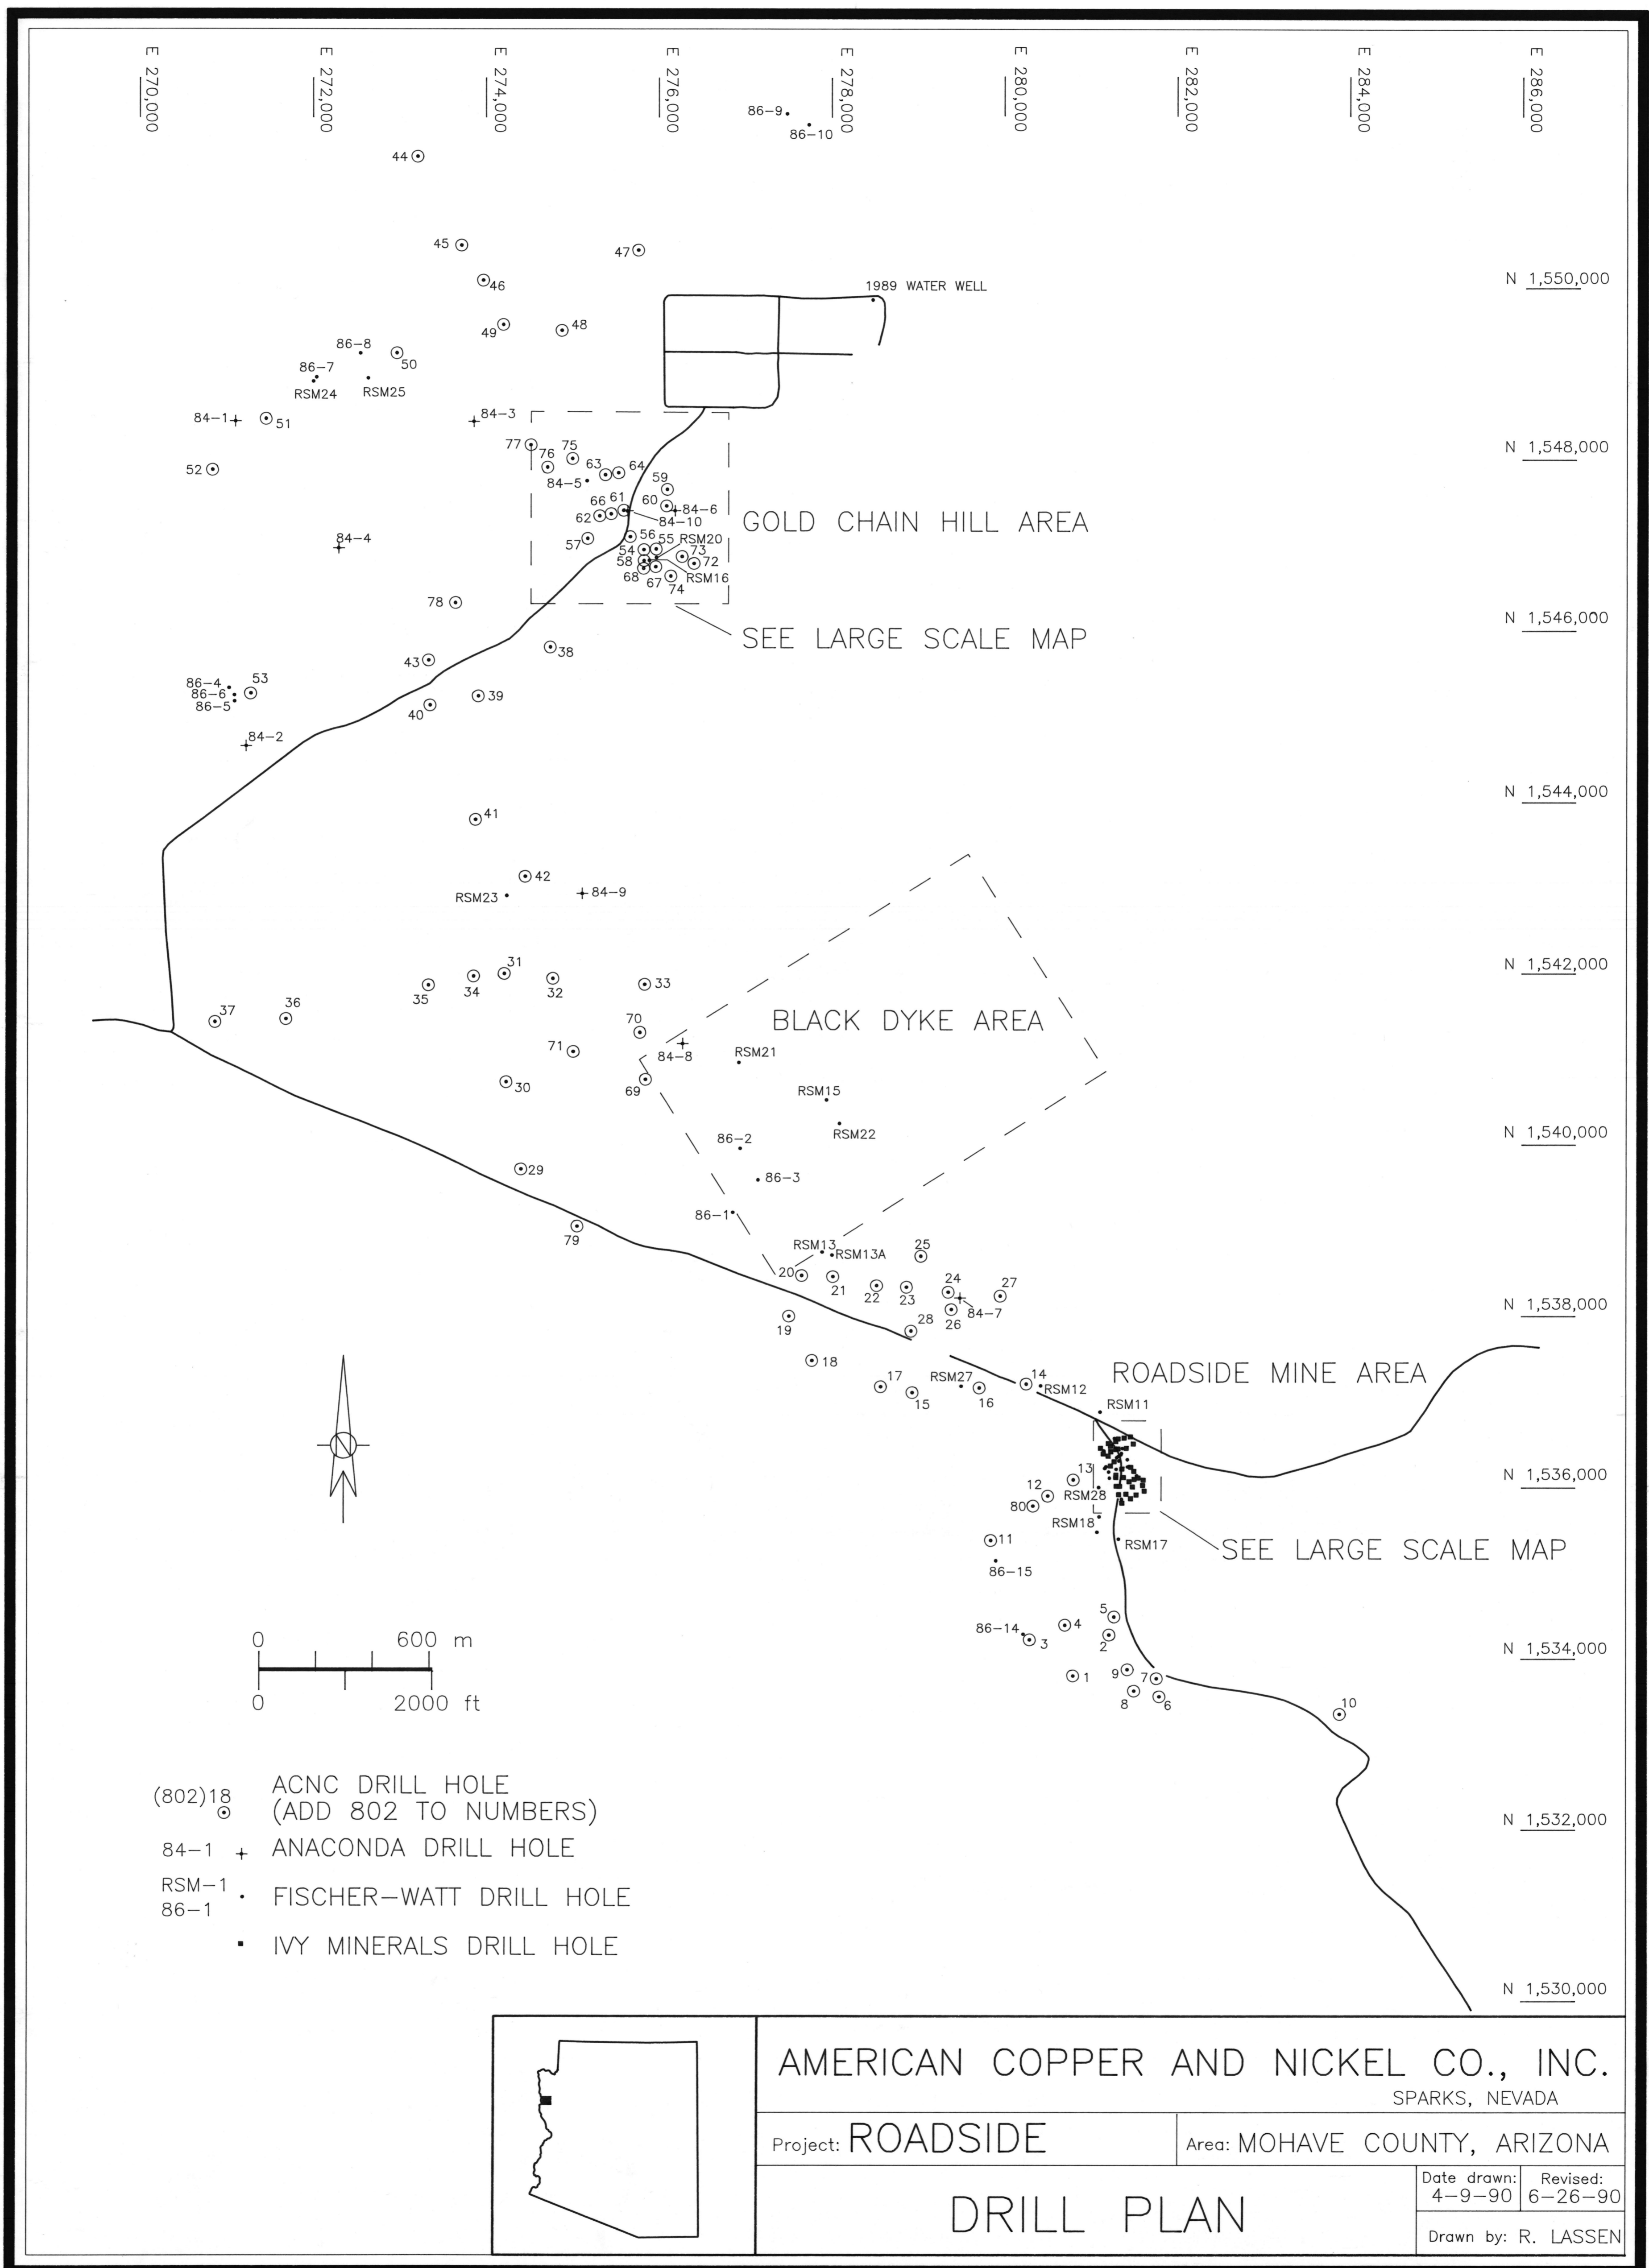 E 270,000
E 272,000
E 274,000
E 276,000
E 278,000
E 280,000
E 282,000
E 284,000
E 286,000
86-9
86-10
44
45
47
46
N 1,550,000
1989 WATER WELL
49
48
86-8
50
86-7
RSM24
RSM25
84-1
51
84-3
77
75
76
63
64
N 1,548,000
52
84-5
59
60
84-6
66
61
62
84-10
GOLD CHAIN HILL AREA
84-4
57
56
54
55
RSM20
73
58
72
68
67
RSM16
74
78
N 1,546,000
SEE LARGE SCALE MAP
43
38
86-4
53
86-6
86-5
39
40
84-2
N 1,544,000
41
42
RSM23
84-9
31
N 1,542,000
35
34
32
33
37
36
70
BLACK DYKE AREA
71
84-8
RSM21
30
69
RSM15
RSM22
N 1,540,000
86-2
29
86-3
86-1
79
RSM13
RSM13A
25
20
21
22
23
24
27
84-7
26
N 1,538,000
19
28
18
17
15
RSM27
16
14
RSM12
ROADSIDE MINE AREA
RSM11
N 1,536,000
13
12
RSM28
80
RSM18
11
RSM17
SEE LARGE SCALE MAP
86-15
5
4
86-14
3
2
N 1,534,000
1
9
7
8
6
10
0 600 m
0 2000 ft
N 1,532,000
(802)18 ACNC DRILL HOLE
(ADD 802 TO NUMBERS)
84-1 ANACONDA DRILL HOLE
RSM-1
86-1 FISCHER-WATT DRILL HOLE
IVY MINERALS DRILL HOLE
N 1,530,000
N
AMERICAN COPPER AND NICKEL CO., INC.
SPARKS, NEVADA
Project: ROADSIDE
Area: MOHAVE COUNTY, ARIZONA
DRILL PLAN
Date drawn: 4-9-90
Revised: 6-26-90
Drawn by: R. LASSEN